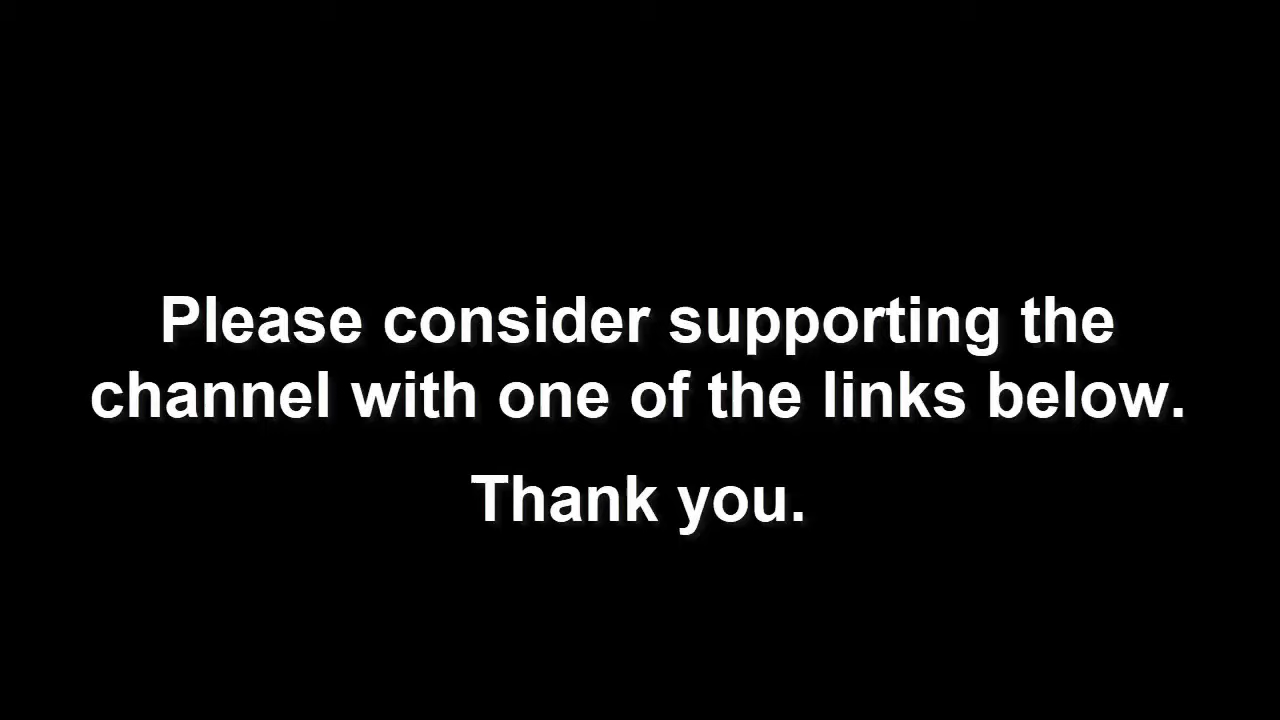 Please consider supporting the
channel with one of the links below.
Thank you.